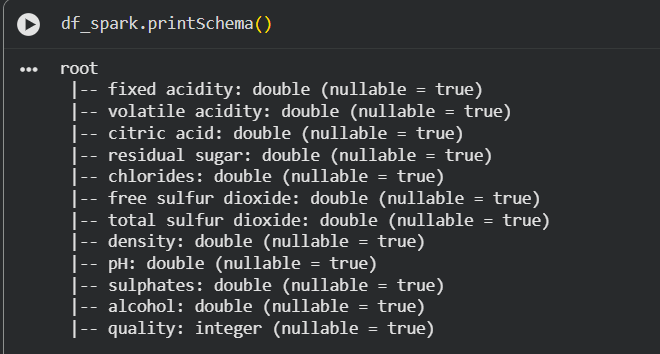 df_spark.printSchema()
root
|-- fixed acidity: double (nullable = true)
|-- volatile acidity: double (nullable = true)
|-- citric acid: double (nullable = true)
|-- residual sugar: double (nullable = true)
|-- chlorides: double (nullable = true)
|-- free sulfur dioxide: double (nullable = true)
|-- total sulfur dioxide: double (nullable = true)
|-- density: double (nullable = true)
|-- pH: double (nullable = true)
|-- sulphates: double (nullable = true)
|-- alcohol: double (nullable = true)
|-- quality: integer (nullable = true)